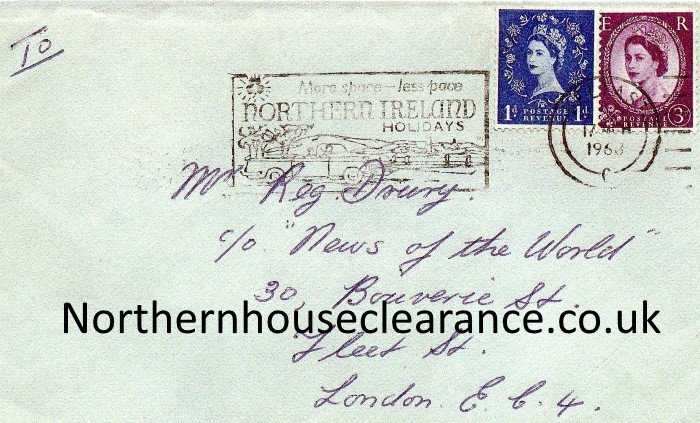 To
More space – less pace
NORTHERN IRELAND
HOLIDAYS
1d POSTAGE REVENUE 1d
E R
POSTAGE REVENUE 3d
1963
Mr Reg. Drury.
c/o "News of the World"
30, Bouverie St.
Northernhouseclearance.co.uk
Fleet St.
London. E.C.4.